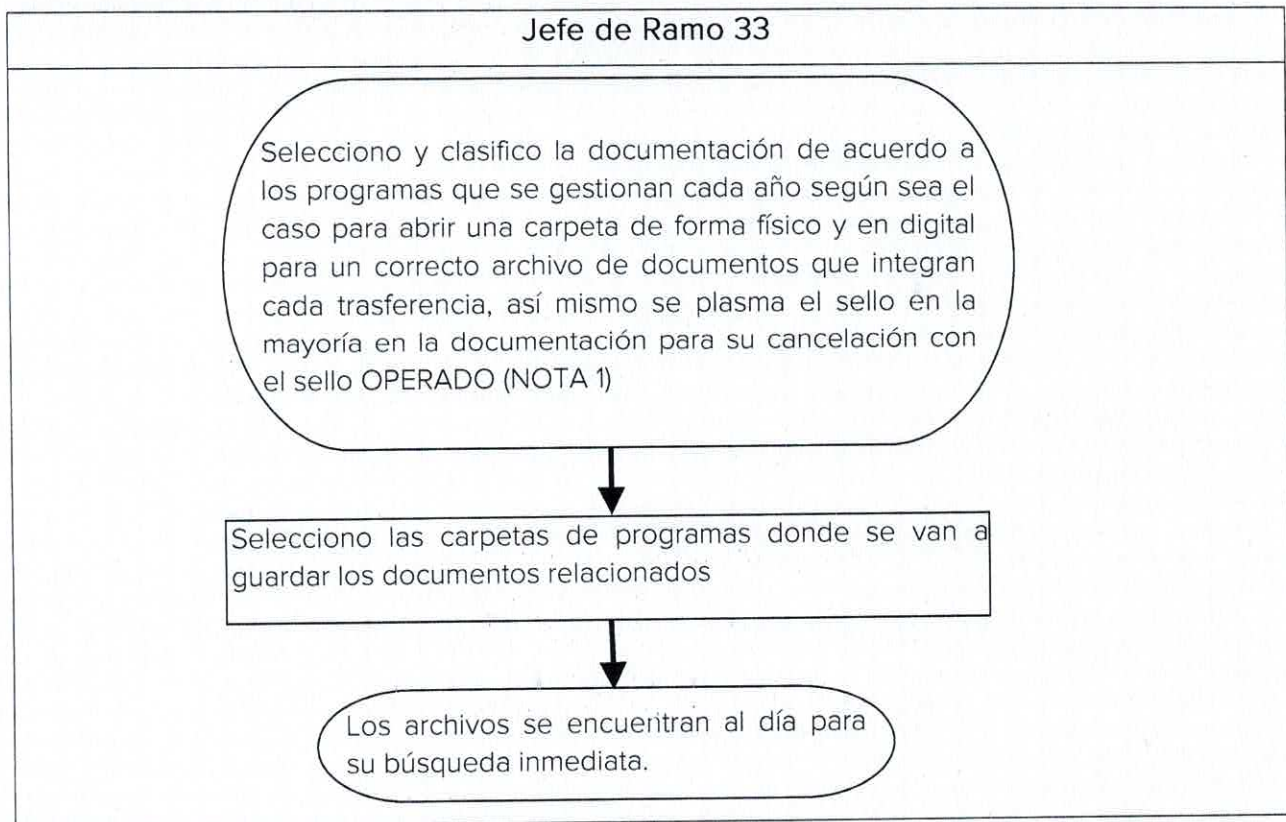 Jefe de Ramo 33
Selecciono y clasifico la documentación de acuerdo a
los programas que se gestionan cada año según sea el
caso para abrir una carpeta de forma físico y en digital
para un correcto archivo de documentos que integran
cada trasferencia, así mismo se plasma el sello en la
mayoría en la documentación para su cancelación con
el sello OPERADO (NOTA 1)
Selecciono las carpetas de programas donde se van a
guardar los documentos relacionados
Los archivos se encuentran al día para
su búsqueda inmediata.